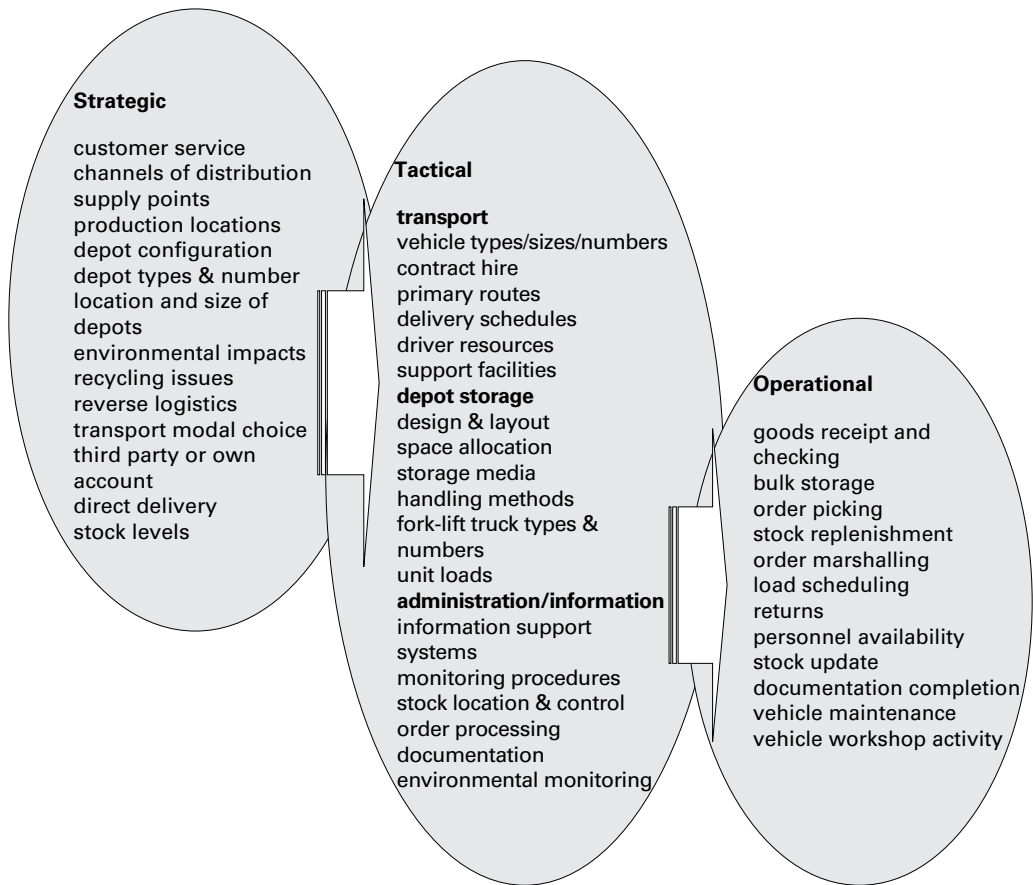 Strategic
customer service
channels of distribution
supply points
production locations
depot configuration
depot types & number
location and size of
depots
environmental impacts
recycling issues
reverse logistics
transport modal choice
third party or own
account
direct delivery
stock levels
Tactical
transport
vehicle types/sizes/numbers
contract hire
primary routes
delivery schedules
driver resources
support facilities
depot storage
design & layout
space allocation
storage media
handling methods
fork-lift truck types &
numbers
unit loads
administration/information
information support
systems
monitoring procedures
stock location & control
order processing
documentation
environmental monitoring
Operational
goods receipt and
checking
bulk storage
order picking
stock replenishment
order marshalling
load scheduling
returns
personnel availability
stock update
documentation completion
vehicle maintenance
vehicle workshop activity